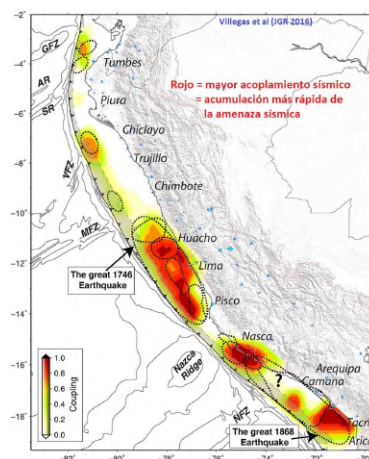 Villegas et al (JGR 2016)
Rojo = mayor acoplamiento sísmico
= acumulación más rápida de
la amenaza sísmica
−2˚
−4˚
−6˚
−8˚
−10˚
−12˚
−14˚
−16˚
−18˚
GFZ
AR
SR
VFZ
MFZ
NFZ
Tumbes
Piura
Chiclayo
Trujillo
Chimbote
Huacho
Lima
Pisco
Nasca
Arequipa
Camana
?
The great 1746
Earthquake
Nazca
Ridge
The great 1868
Earthquake
1.0
0.8
0.6
0.4
0.2
0.0
Coupling